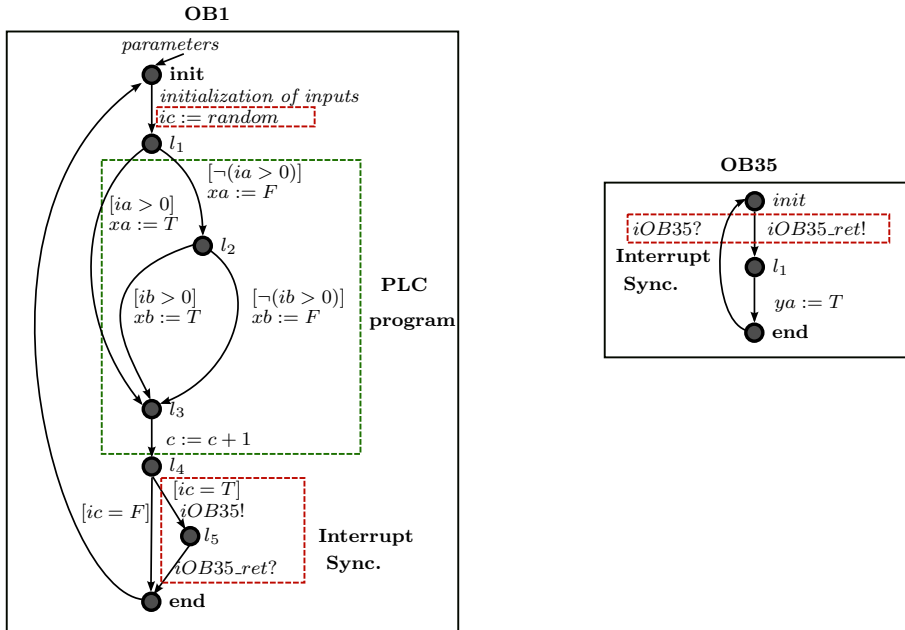 OB1
parameters
init
initialization of inputs
ic := random
l₁
[¬(ia > 0)]
xa := F
[ia > 0]
xa := T
l₂
[ib > 0]
xb := T
[¬(ib > 0)]
xb := F
PLC
program
l₃
c := c + 1
l₄
[ic = T]
iOB35!
[ic = F]
l₅
iOB35_ret?
Interrupt
Sync.
end
OB35
init
iOB35?
iOB35_ret!
Interrupt
Sync.
l₁
ya := T
end